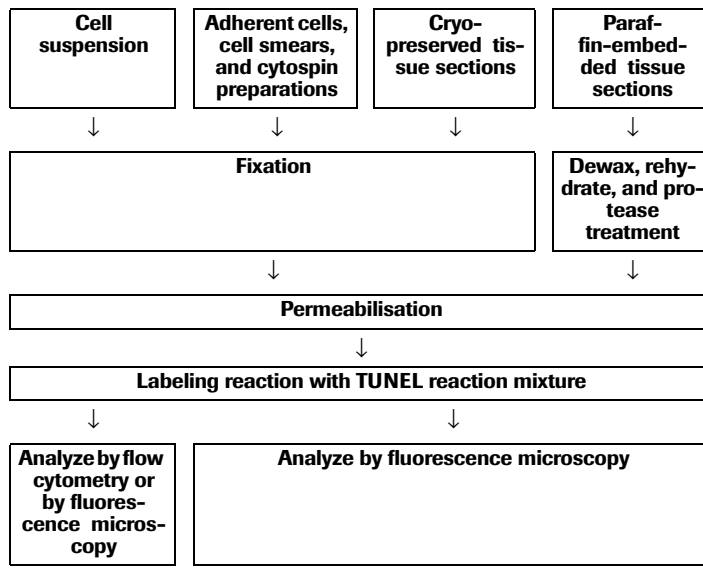 Cell
suspension
Adherent cells,
cell smears,
and cytospin
preparations
Cryo-
preserved tis-
sue sections
Paraf-
fin-embed-
ded tissue
sections
↓ ↓ ↓ ↓
Fixation
Dewax, rehy-
drate, and pro-
tease
treatment
↓ ↓
Permeabilisation
↓
Labeling reaction with TUNEL reaction mixture
↓ ↓
Analyze by flow
cytometry or
by fluores-
cence micros-
copy
Analyze by fluorescence microscopy